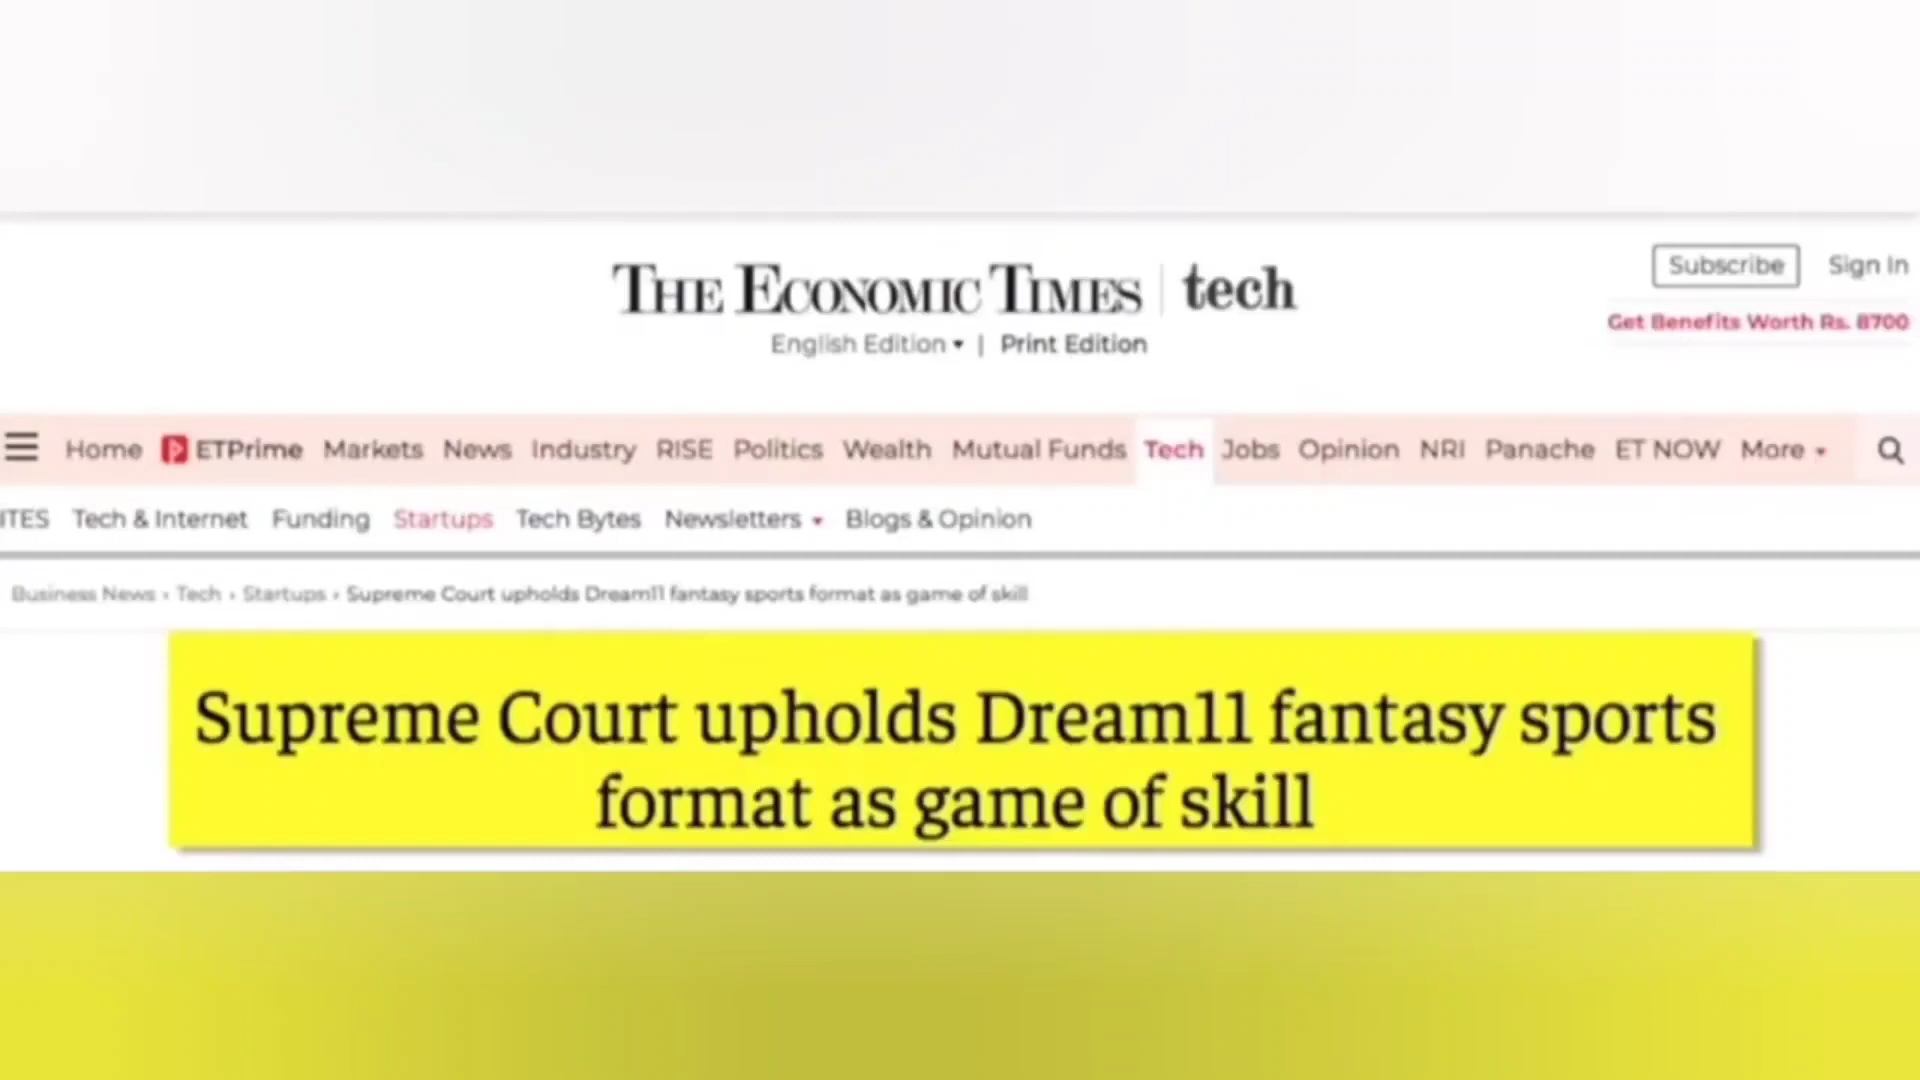 THE ECONOMIC TIMES | tech
Subscribe Sign In
English Edition | Print Edition
Get Benefits Worth Rs. 8700
Home ETPrime Markets News Industry RISE Politics Wealth Mutual Funds Tech Jobs Opinion NRI Panache ET NOW More
ITES Tech & Internet Funding Startups Tech Bytes Newsletters Blogs & Opinion
Business News › Tech › Startups › Supreme Court upholds Dream11 fantasy sports format as game of skill
Supreme Court upholds Dream11 fantasy sports
format as game of skill